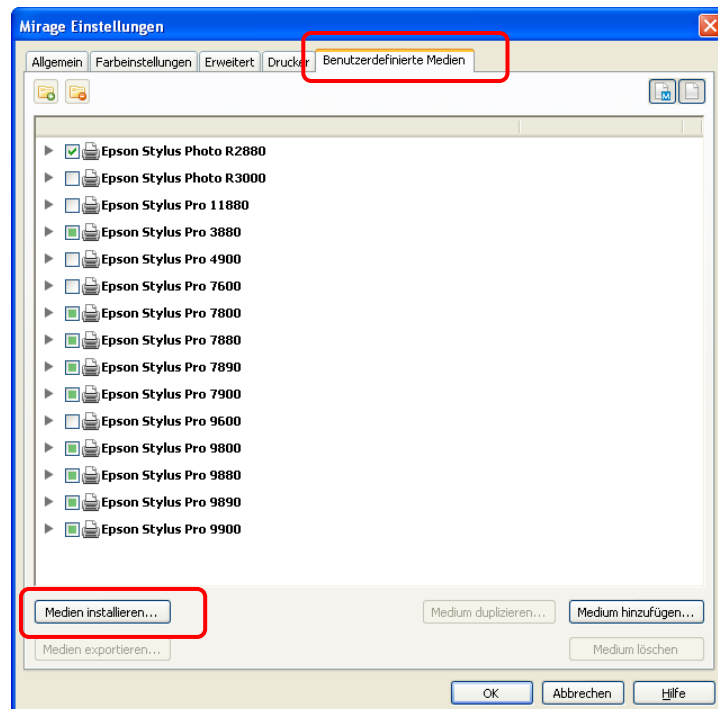 Mirage Einstellungen
Allgemein Farbeinstellungen Erweitert Drucker Benutzerdefinierte Medien
M
Epson Stylus Photo R2880
Epson Stylus Photo R3000
Epson Stylus Pro 11880
Epson Stylus Pro 3880
Epson Stylus Pro 4900
Epson Stylus Pro 7600
Epson Stylus Pro 7800
Epson Stylus Pro 7880
Epson Stylus Pro 7890
Epson Stylus Pro 7900
Epson Stylus Pro 9600
Epson Stylus Pro 9800
Epson Stylus Pro 9880
Epson Stylus Pro 9890
Epson Stylus Pro 9900
Medien installieren... Medium duplizieren... Medium hinzufügen...
Medien exportieren... Medium löschen
OK Abbrechen Hilfe